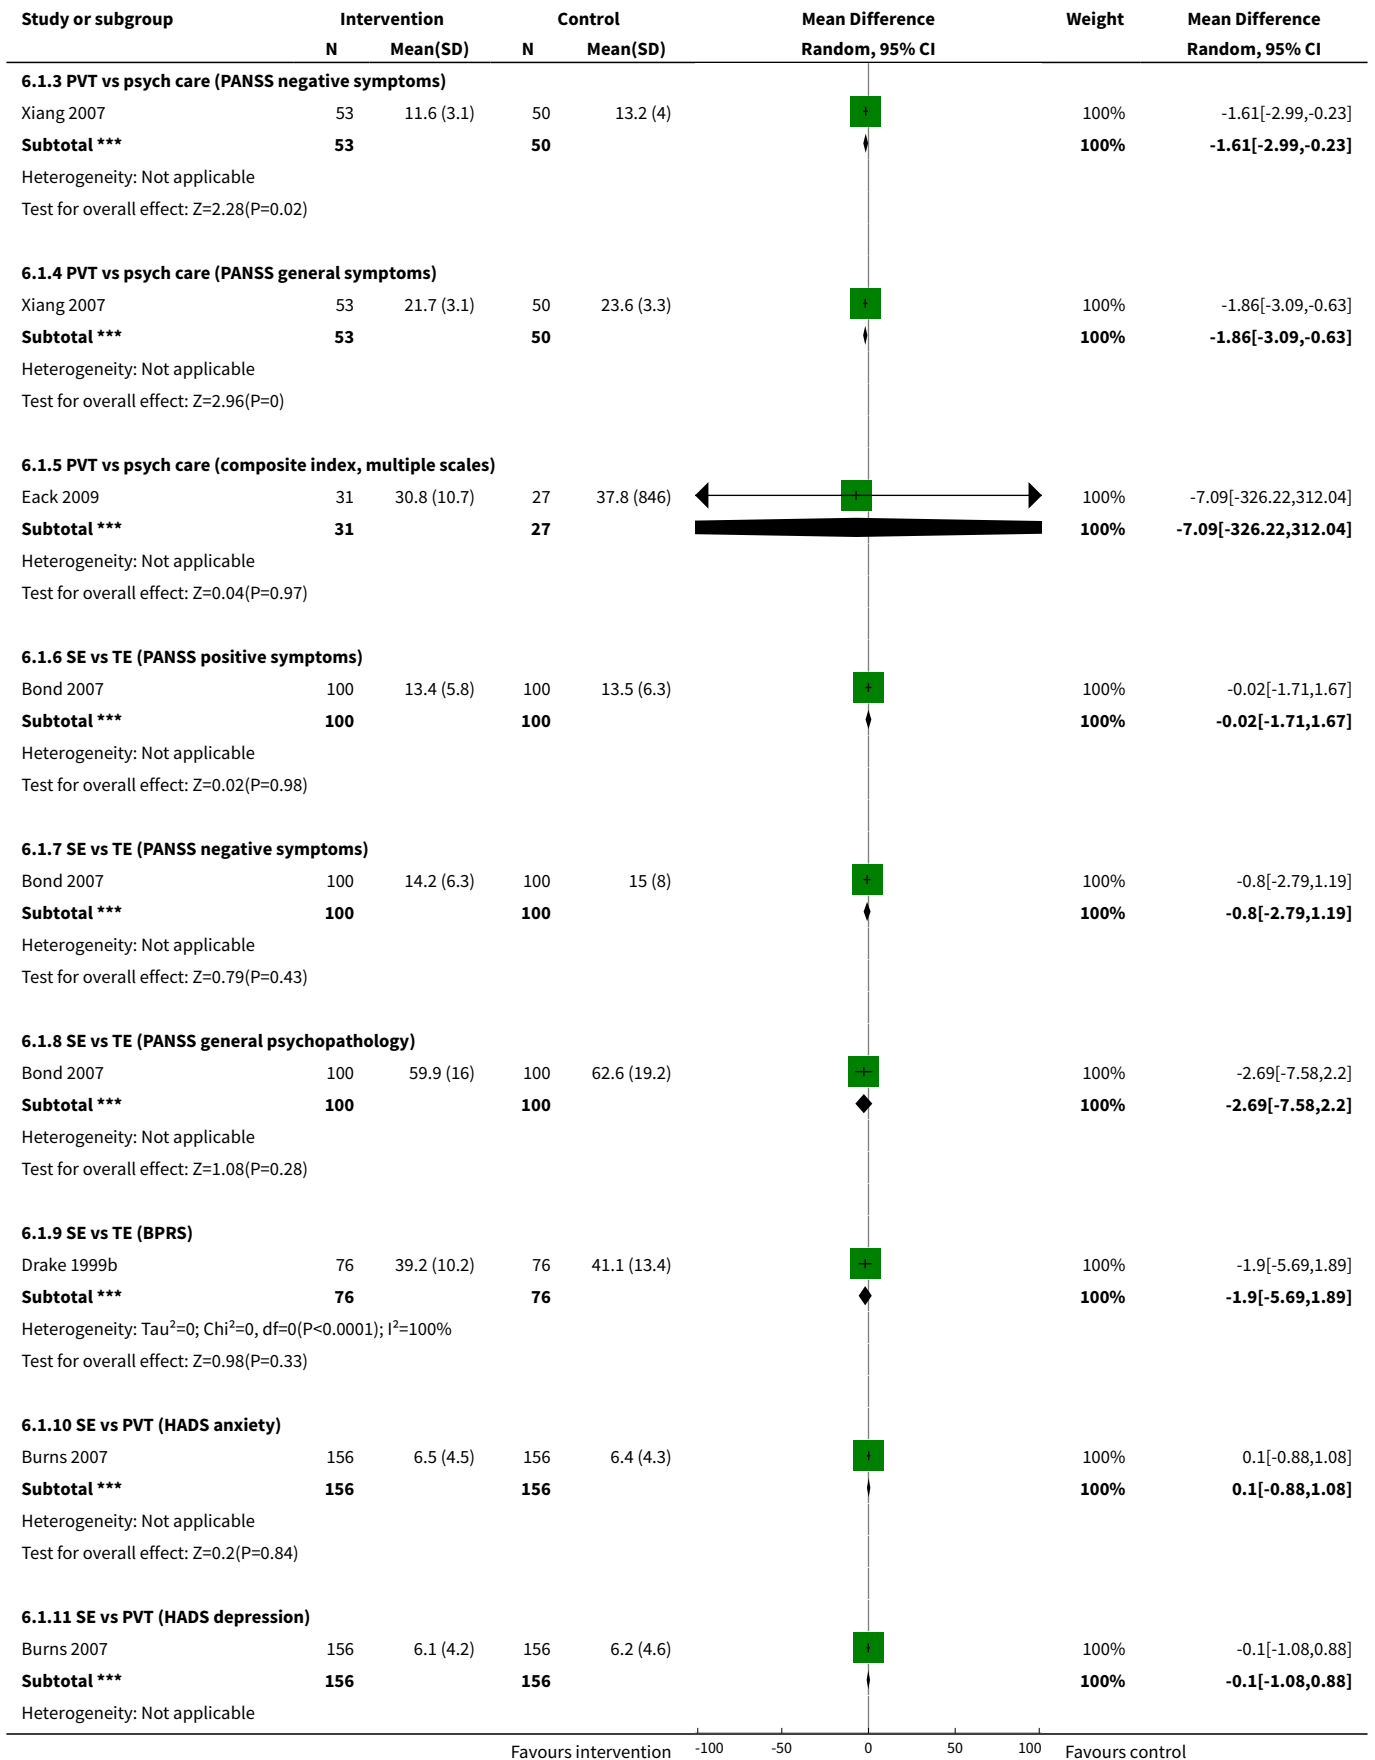 Study or subgroup Intervention Control Mean Difference Weight Mean Difference
N Mean(SD) N Mean(SD) Random, 95% CI Random, 95% CI
6.1.3 PVT vs psych care (PANSS negative symptoms)
Xiang 2007 53 11.6 (3.1) 50 13.2 (4) 100% -1.61[-2.99,-0.23]
Subtotal *** 53 50 100% -1.61[-2.99,-0.23]
Heterogeneity: Not applicable
Test for overall effect: Z=2.28(P=0.02)
6.1.4 PVT vs psych care (PANSS general symptoms)
Xiang 2007 53 21.7 (3.1) 50 23.6 (3.3) 100% -1.86[-3.09,-0.63]
Subtotal *** 53 50 100% -1.86[-3.09,-0.63]
Heterogeneity: Not applicable
Test for overall effect: Z=2.96(P=0)
6.1.5 PVT vs psych care (composite index, multiple scales)
Eack 2009 31 30.8 (10.7) 27 37.8 (846) 100% -7.09[-326.22,312.04]
Subtotal *** 31 27 100% -7.09[-326.22,312.04]
Heterogeneity: Not applicable
Test for overall effect: Z=0.04(P=0.97)
6.1.6 SE vs TE (PANSS positive symptoms)
Bond 2007 100 13.4 (5.8) 100 13.5 (6.3) 100% -0.02[-1.71,1.67]
Subtotal *** 100 100 100% -0.02[-1.71,1.67]
Heterogeneity: Not applicable
Test for overall effect: Z=0.02(P=0.98)
6.1.7 SE vs TE (PANSS negative symptoms)
Bond 2007 100 14.2 (6.3) 100 15 (8) 100% -0.8[-2.79,1.19]
Subtotal *** 100 100 100% -0.8[-2.79,1.19]
Heterogeneity: Not applicable
Test for overall effect: Z=0.79(P=0.43)
6.1.8 SE vs TE (PANSS general psychopathology)
Bond 2007 100 59.9 (16) 100 62.6 (19.2) 100% -2.69[-7.58,2.2]
Subtotal *** 100 100 100% -2.69[-7.58,2.2]
Heterogeneity: Not applicable
Test for overall effect: Z=1.08(P=0.28)
6.1.9 SE vs TE (BPRS)
Drake 1999b 76 39.2 (10.2) 76 41.1 (13.4) 100% -1.9[-5.69,1.89]
Subtotal *** 76 76 100% -1.9[-5.69,1.89]
Heterogeneity: Tau²=0; Chi²=0, df=0(P<0.0001); I²=100%
Test for overall effect: Z=0.98(P=0.33)
6.1.10 SE vs PVT (HADS anxiety)
Burns 2007 156 6.5 (4.5) 156 6.4 (4.3) 100% 0.1[-0.88,1.08]
Subtotal *** 156 156 100% 0.1[-0.88,1.08]
Heterogeneity: Not applicable
Test for overall effect: Z=0.2(P=0.84)
6.1.11 SE vs PVT (HADS depression)
Burns 2007 156 6.1 (4.2) 156 6.2 (4.6) 100% -0.1[-1.08,0.88]
Subtotal *** 156 156 100% -0.1[-1.08,0.88]
Heterogeneity: Not applicable
Favours intervention -100 -50 0 50 100 Favours control